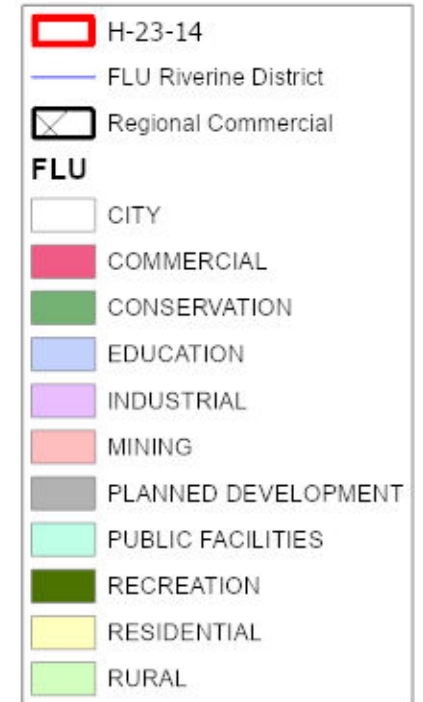 H-23-14
FLU Riverine District
Regional Commercial
FLU
CITY
COMMERCIAL
CONSERVATION
EDUCATION
INDUSTRIAL
MINING
PLANNED DEVELOPMENT
PUBLIC FACILITIES
RECREATION
RESIDENTIAL
RURAL